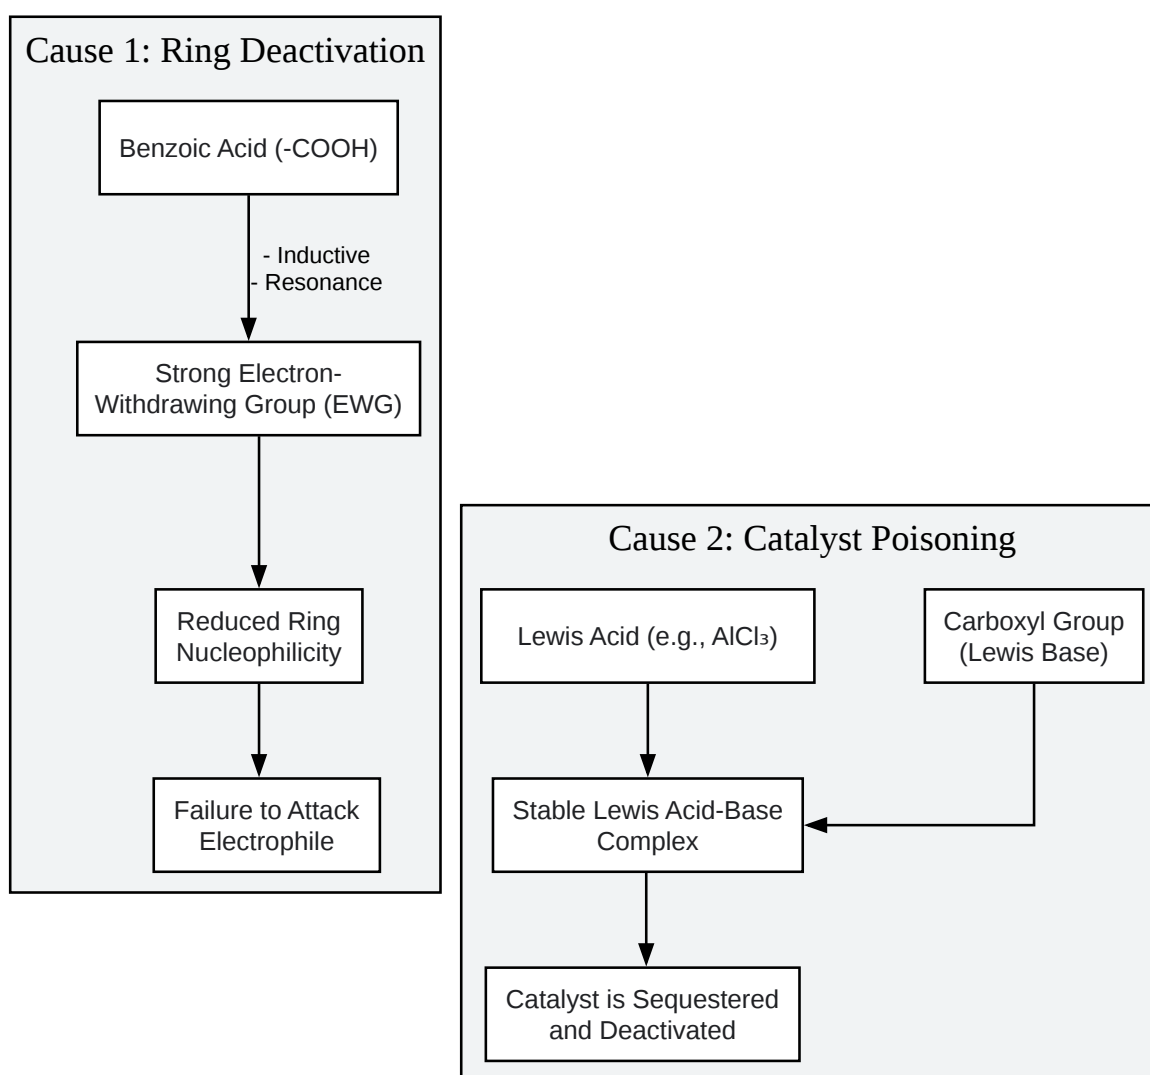 Cause 1: Ring Deactivation
Benzoic Acid (-COOH)
- Inductive
- Resonance
Strong Electron-
Withdrawing Group (EWG)
Reduced Ring
Nucleophilicity
Failure to Attack
Electrophile
Cause 2: Catalyst Poisoning
Lewis Acid (e.g., AlCl₃)
Carboxyl Group
(Lewis Base)
Stable Lewis Acid-Base
Complex
Catalyst is Sequestered
and Deactivated